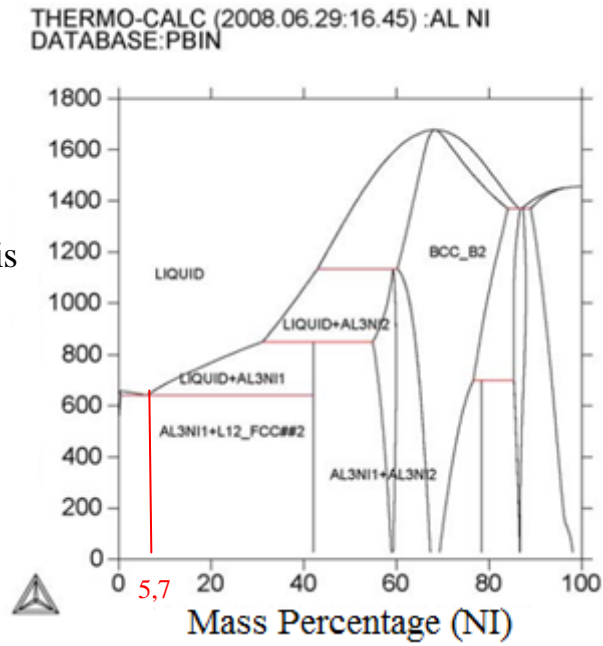 THERMO-CALC (2008.06.29:16.45) :AL NI
DATABASE:PBIN
1800
1600
1400
1200
1000
800
600
400
200
0
is
LIQUID
BCC_B2
LIQUID+AL3NI2
LIQUID+AL3NI1
AL3NI1+L12_FCC##2
AL3NI1+AL3NI2
0 20 40 60 80 100
5,7
Mass Percentage (NI)